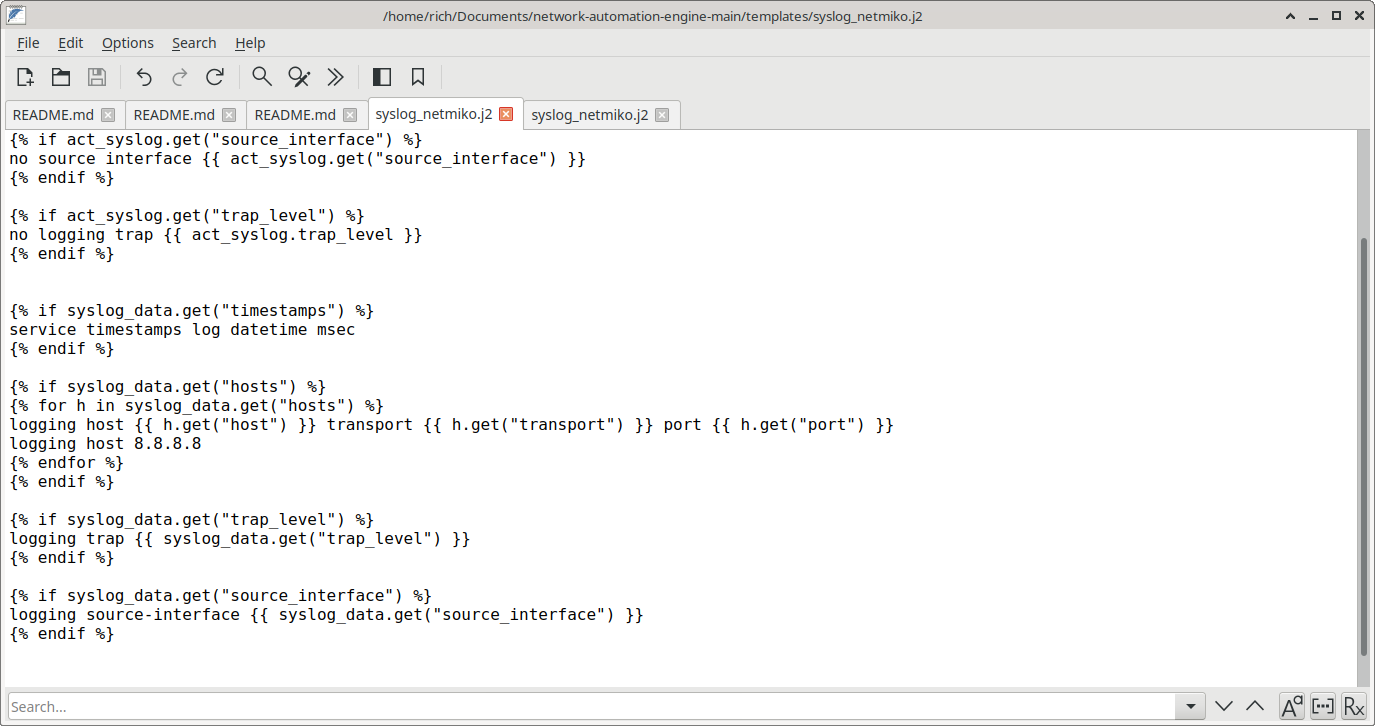 /home/rich/Documents/network-automation-engine-main/templates/syslog_netmiko.j2
File Edit Options Search Help
README.md README.md README.md syslog_netmiko.j2 syslog_netmiko.j2
{% if act_syslog.get("source_interface") %}
no source interface {{ act_syslog.get("source_interface") }}
{% endif %}
{% if act_syslog.get("trap_level") %}
no logging trap {{ act_syslog.trap_level }}
{% endif %}
{% if syslog_data.get("timestamps") %}
service timestamps log datetime msec
{% endif %}
{% if syslog_data.get("hosts") %}
{% for h in syslog_data.get("hosts") %}
logging host {{ h.get("host") }} transport {{ h.get("transport") }} port {{ h.get("port") }}
logging host 8.8.8.8
{% endfor %}
{% endif %}
{% if syslog_data.get("trap_level") %}
logging trap {{ syslog_data.get("trap_level") }}
{% endif %}
{% if syslog_data.get("source_interface") %}
logging source-interface {{ syslog_data.get("source_interface") }}
{% endif %}
Search...